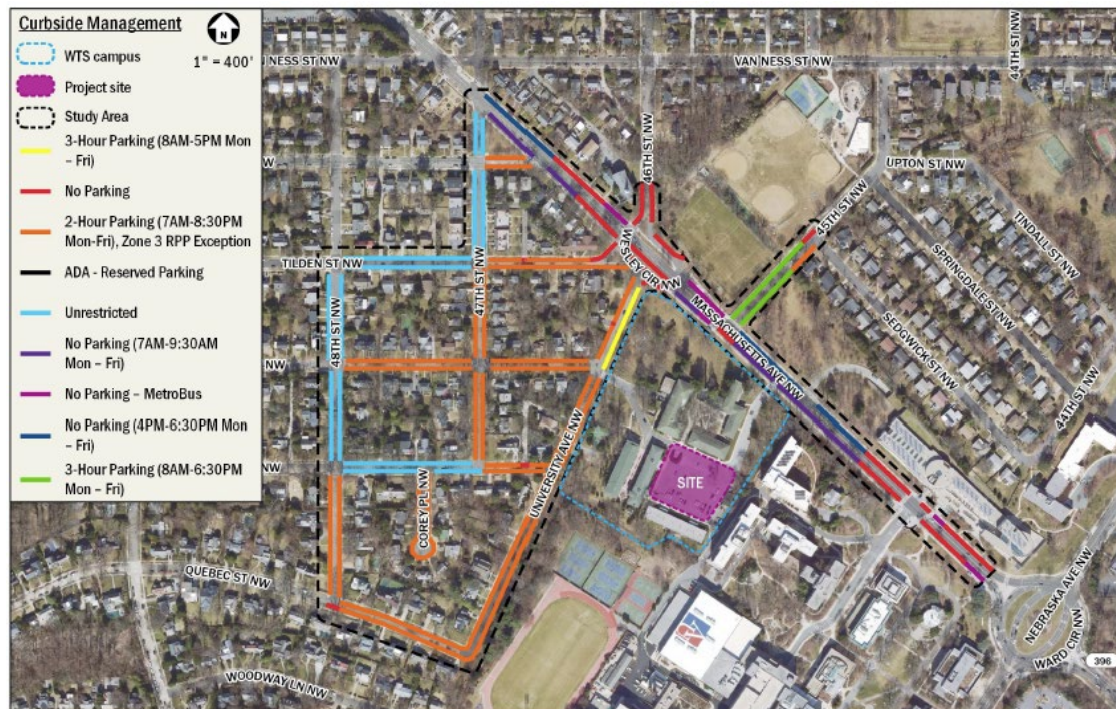 Curbside Management
N
1" = 400'
WTS campus
Project site
Study Area
3-Hour Parking (8AM-5PM Mon
– Fri)
No Parking
2-Hour Parking (7AM-8:30PM
Mon-Fri), Zone 3 RPP Exception
ADA - Reserved Parking
Unrestricted
No Parking (7AM-9:30AM
Mon – Fri)
No Parking – MetroBus
No Parking (4PM-6:30PM Mon
– Fri)
3-Hour Parking (8AM-6:30PM
Mon – Fri)
N NESS ST NW
VAN NESS ST NW
44TH ST NW
W
46TH ST NW
UPTON ST NW
45TH ST NW
TINDALL ST NW
SPRINGDALE ST NW
SEDGWICK ST NW
44TH ST NW
TILDEN ST NW
47TH ST NW
WESLEY CIR NW
MASSACHUSETTS AVE NW
48TH ST NW
NW
NW
UNIVERSITY AVE NW
COREY PL NW
SITE
QUEBEC ST NW
WOODWAY LN NW
NEBRASKA AVE NW
WARD CIR NW
396